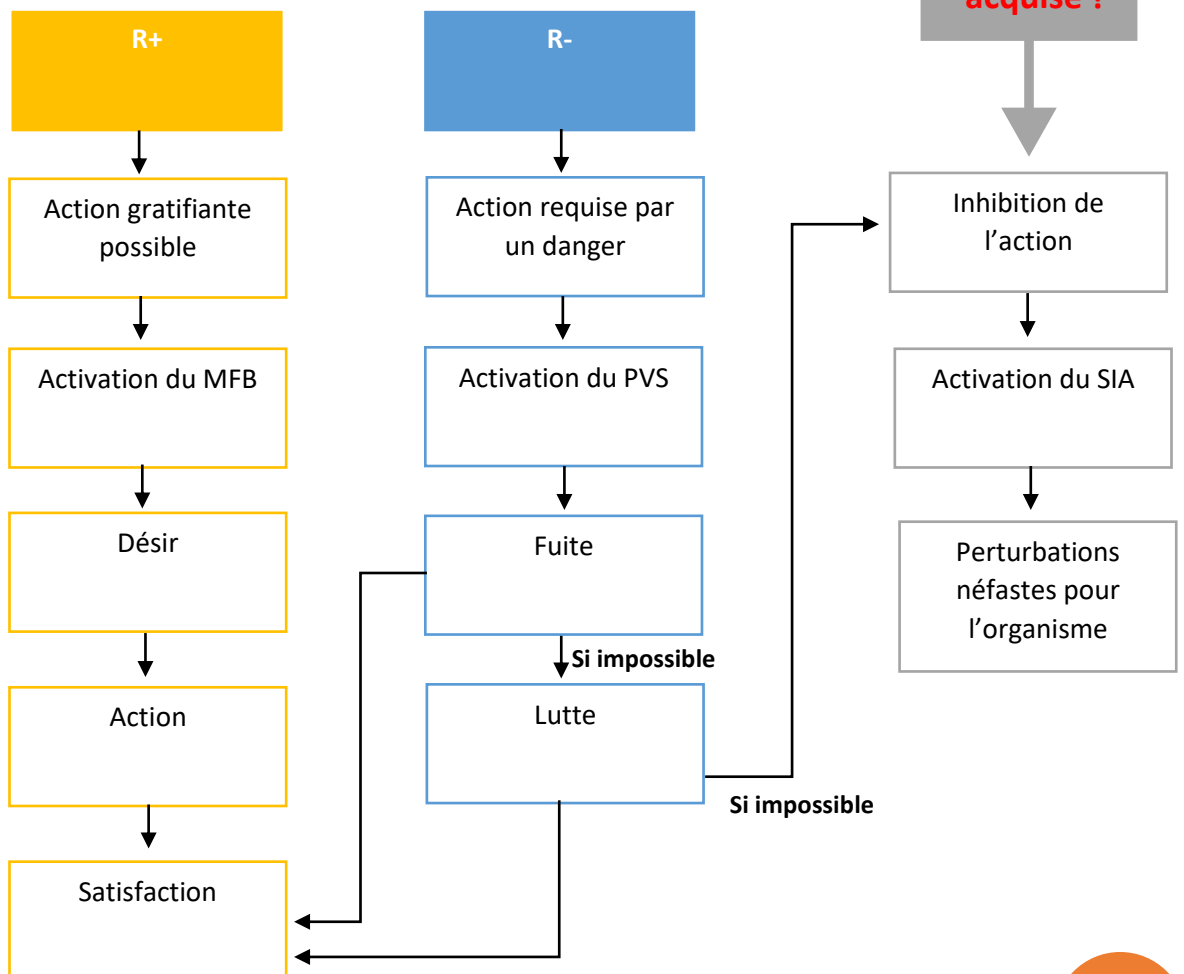 acquise ?
R+
Action gratifiante
possible
Activation du MFB
Désir
Action
Satisfaction
R-
Action requise par
un danger
Activation du PVS
Fuite
Si impossible
Lutte
Si impossible
Inhibition de
l’action
Activation du SIA
Perturbations
néfastes pour
l’organisme